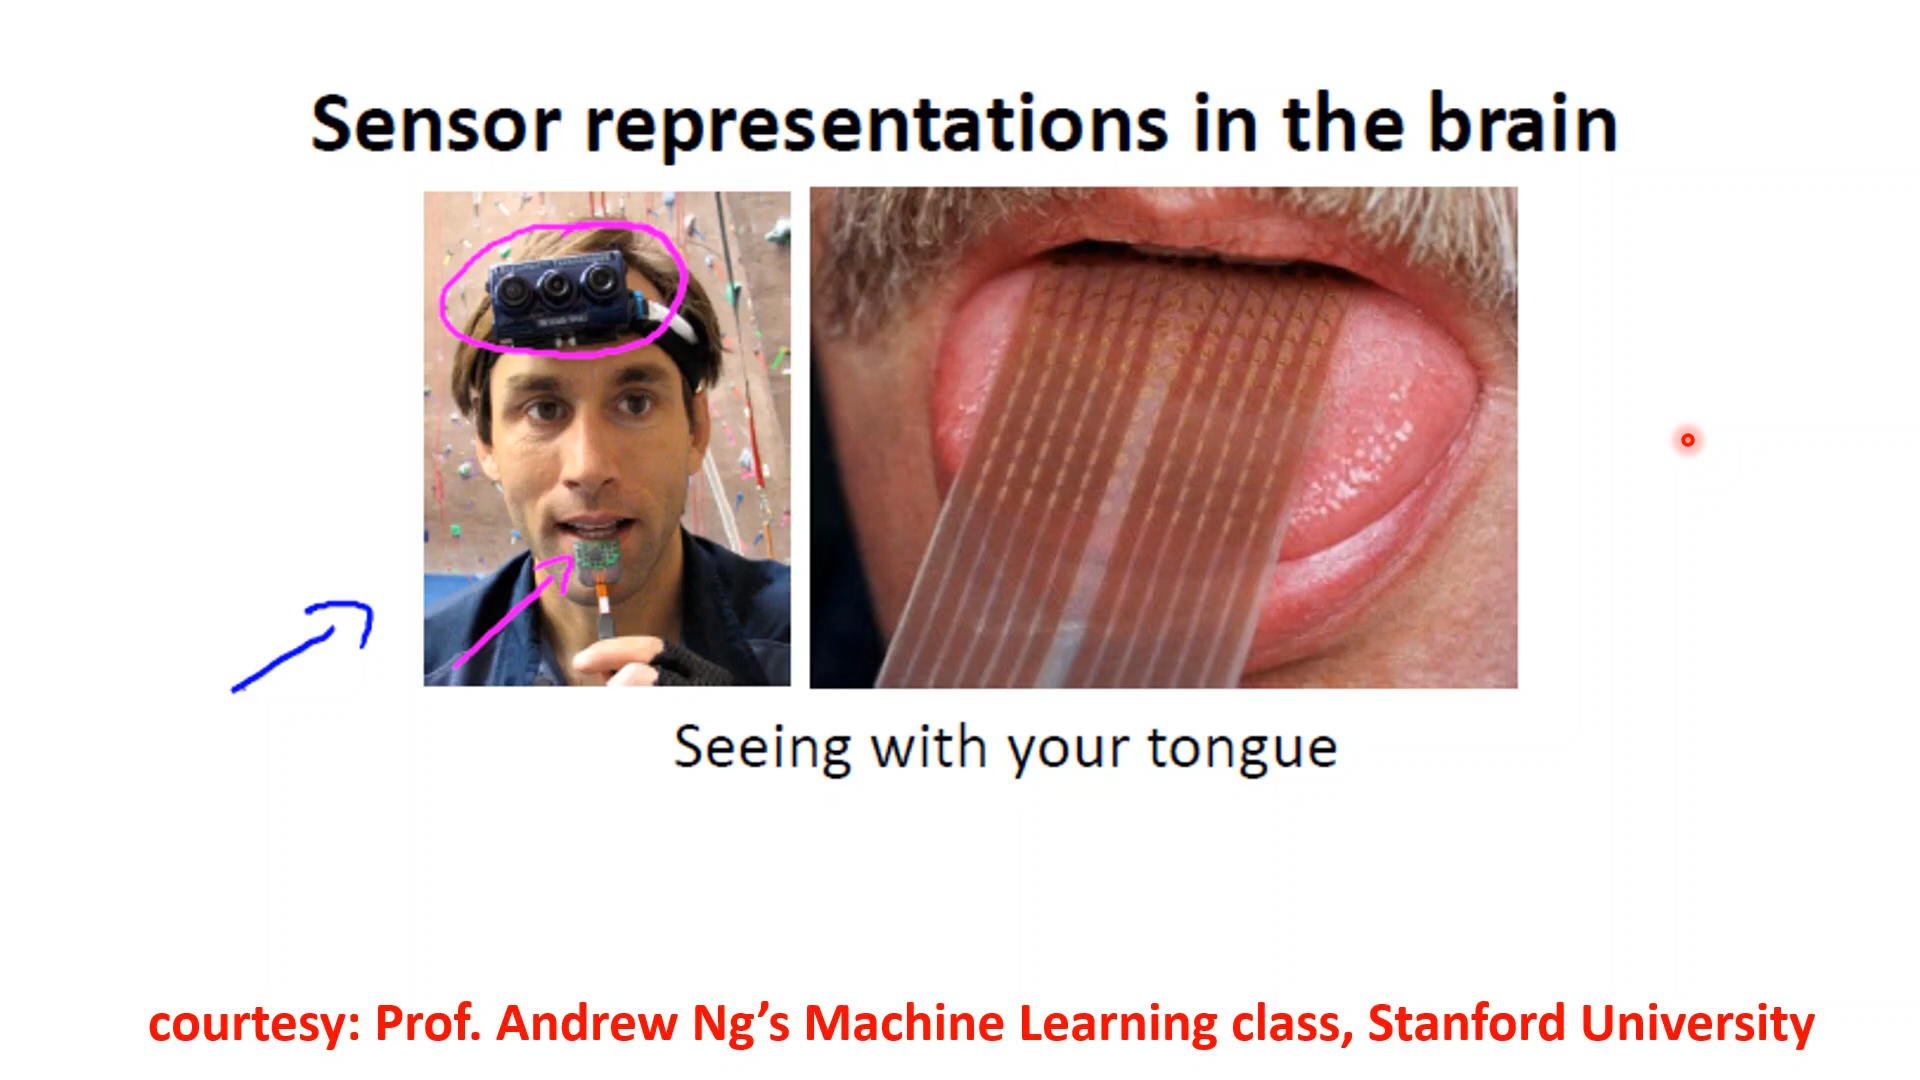 Sensor representations in the brain
Seeing with your tongue
courtesy: Prof. Andrew Ng’s Machine Learning class, Stanford University